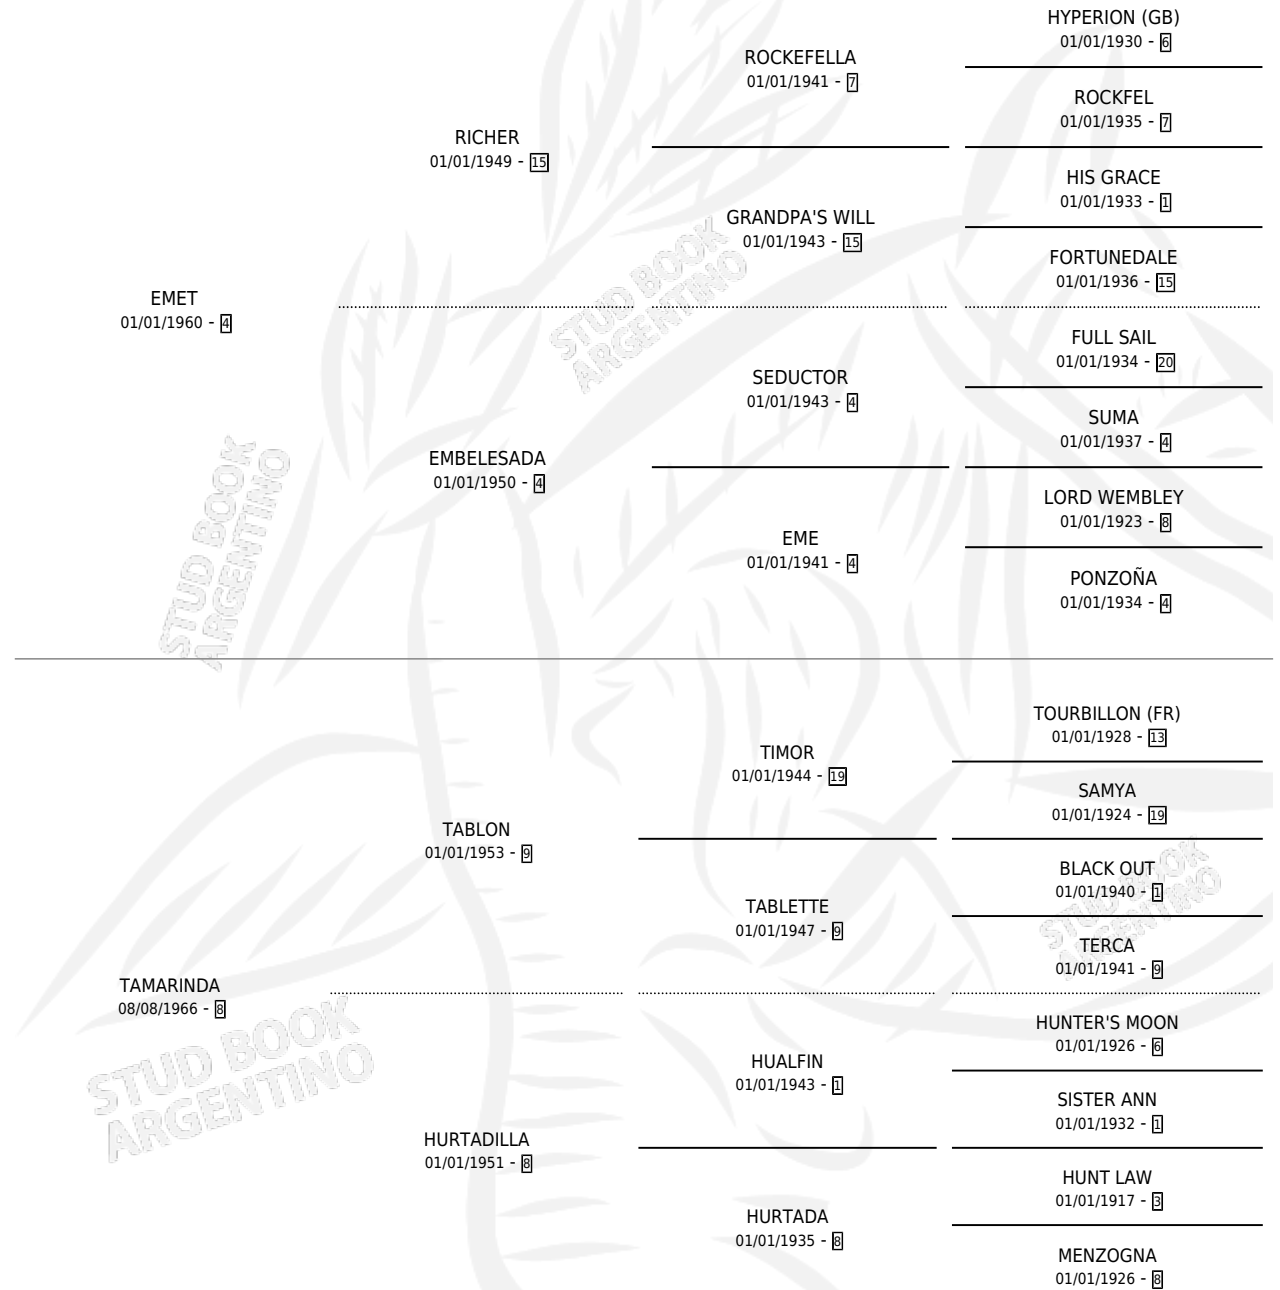 HYPERION (GB)
01/01/1930 - 6
ROCKEFELLA
01/01/1941 - 7
ROCKFEL
01/01/1935 - 7
RICHER
01/01/1949 - 15
HIS GRACE
01/01/1933 - 1
GRANDPA'S WILL
01/01/1943 - 15
FORTUNEDALE
01/01/1936 - 15
EMET
01/01/1960 - 4
STUD BOOK
ARGENTINO
FULL SAIL
01/01/1934 - 20
SEDUCTOR
01/01/1943 - 4
SUMA
01/01/1937 - 4
EMBELESADA
01/01/1950 - 4
LORD WEMBLEY
01/01/1923 - 8
EME
01/01/1941 - 4
PONZOÑA
01/01/1934 - 4
STUD BOOK
ARGENTINO
TOURBILLON (FR)
01/01/1928 - 13
TIMOR
01/01/1944 - 19
SAMYA
01/01/1924 - 19
TABLON
01/01/1953 - 9
BLACK OUT
01/01/1940 - 1
TABLETTE
01/01/1947 - 9
STUD BOOK
ARGENTINO
TERCA
01/01/1941 - 9
TAMARINDA
08/08/1966 - 8
HUNTER'S MOON
01/01/1926 - 6
HUALFIN
01/01/1943 - 1
STUD BOOK
ARGENTINO
SISTER ANN
01/01/1932 - 1
HURTADILLA
01/01/1951 - 8
HUNT LAW
01/01/1917 - 3
HURTADA
01/01/1935 - 8
MENZOGNA
01/01/1926 - 8